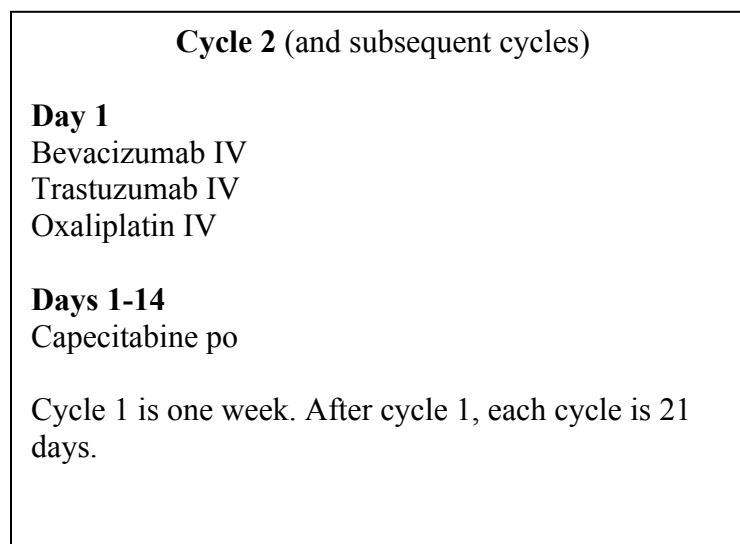 Cycle 2 (and subsequent cycles)
Day 1
Bevacizumab IV
Trastuzumab IV
Oxaliplatin IV
Days 1-14
Capecitabine po
Cycle 1 is one week. After cycle 1, each cycle is 21
days.